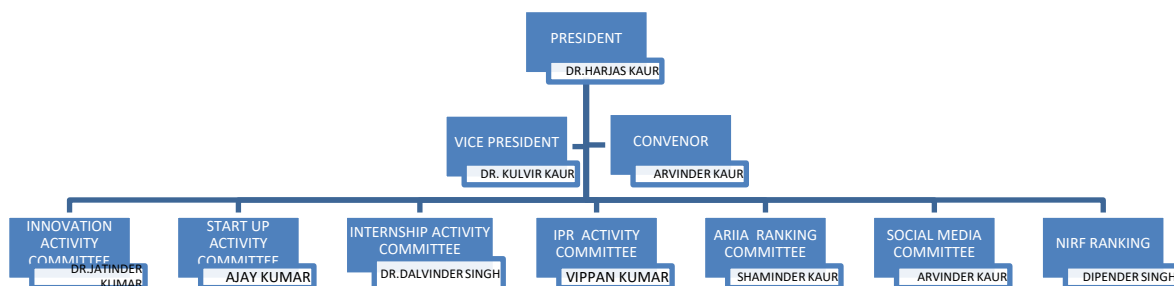 PRESIDENT
DR.HARJAS KAUR
VICE PRESIDENT
DR. KULVIR KAUR
CONVENOR
ARVINDER KAUR
INNOVATION
ACTIVITY
COMMITTEE
DR.JATINDER
KUMAR
START UP
ACTIVITY
COMMITTEE
AJAY KUMAR
INTERNSHIP ACTIVITY
COMMITTEE
DR.DALVINDER SINGH
IPR ACTIVITY
COMMITTEE
VIPPAN KUMAR
ARIIA RANKING
COMMITTEE
SHAMINDER KAUR
SOCIAL MEDIA
COMMITTEE
ARVINDER KAUR
NIRF RANKING
DIPENDER SINGH